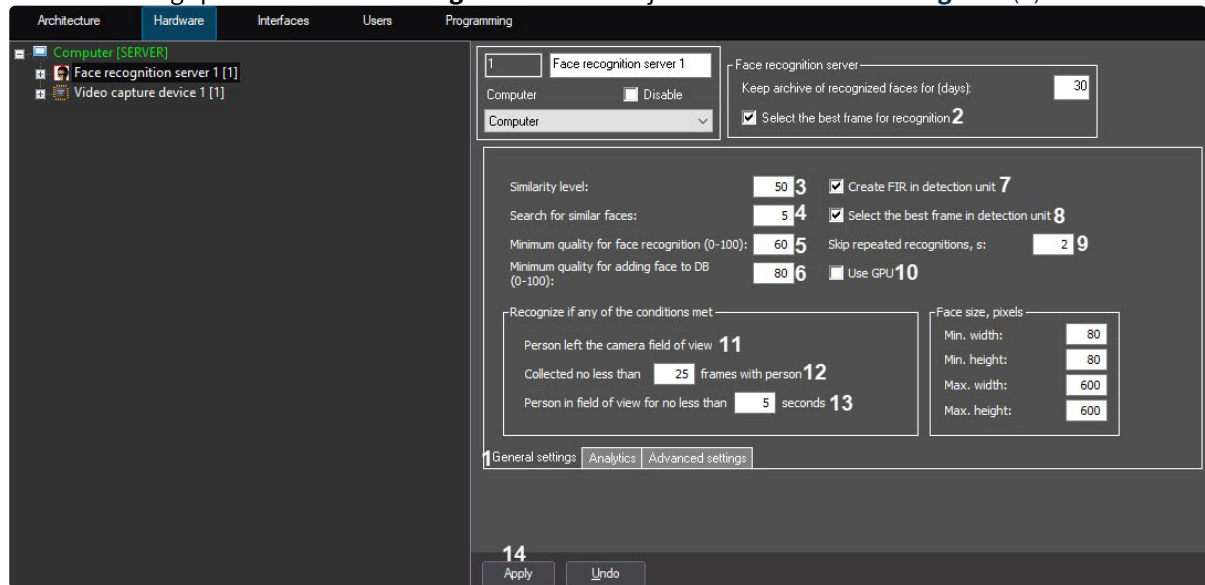 Architecture Hardware Interfaces Users Programming
Computer [SERVER]
Face recognition server 1 [1]
Video capture device 1 [1]
1 Face recognition server 1
Computer Disable
Computer
Face recognition server
Keep archive of recognized faces for (days): 30
Select the best frame for recognition 2
Similarity level: 50 3 Create FIR in detection unit 7
Search for similar faces: 5 4 Select the best frame in detection unit 8
Minimum quality for face recognition (0-100): 60 5 Skip repeated recognitions, s: 2 9
Minimum quality for adding face to DB
(0-100): 80 6 Use GPU 10
Recognize if any of the conditions met
Person left the camera field of view 11
Collected no less than 25 frames with person 12
Person in field of view for no less than 5 seconds 13
Face size, pixels
Min. width: 80
Min. height: 80
Max. width: 600
Max. height: 600
1 General settings Analytics Advanced settings
14
Apply Undo